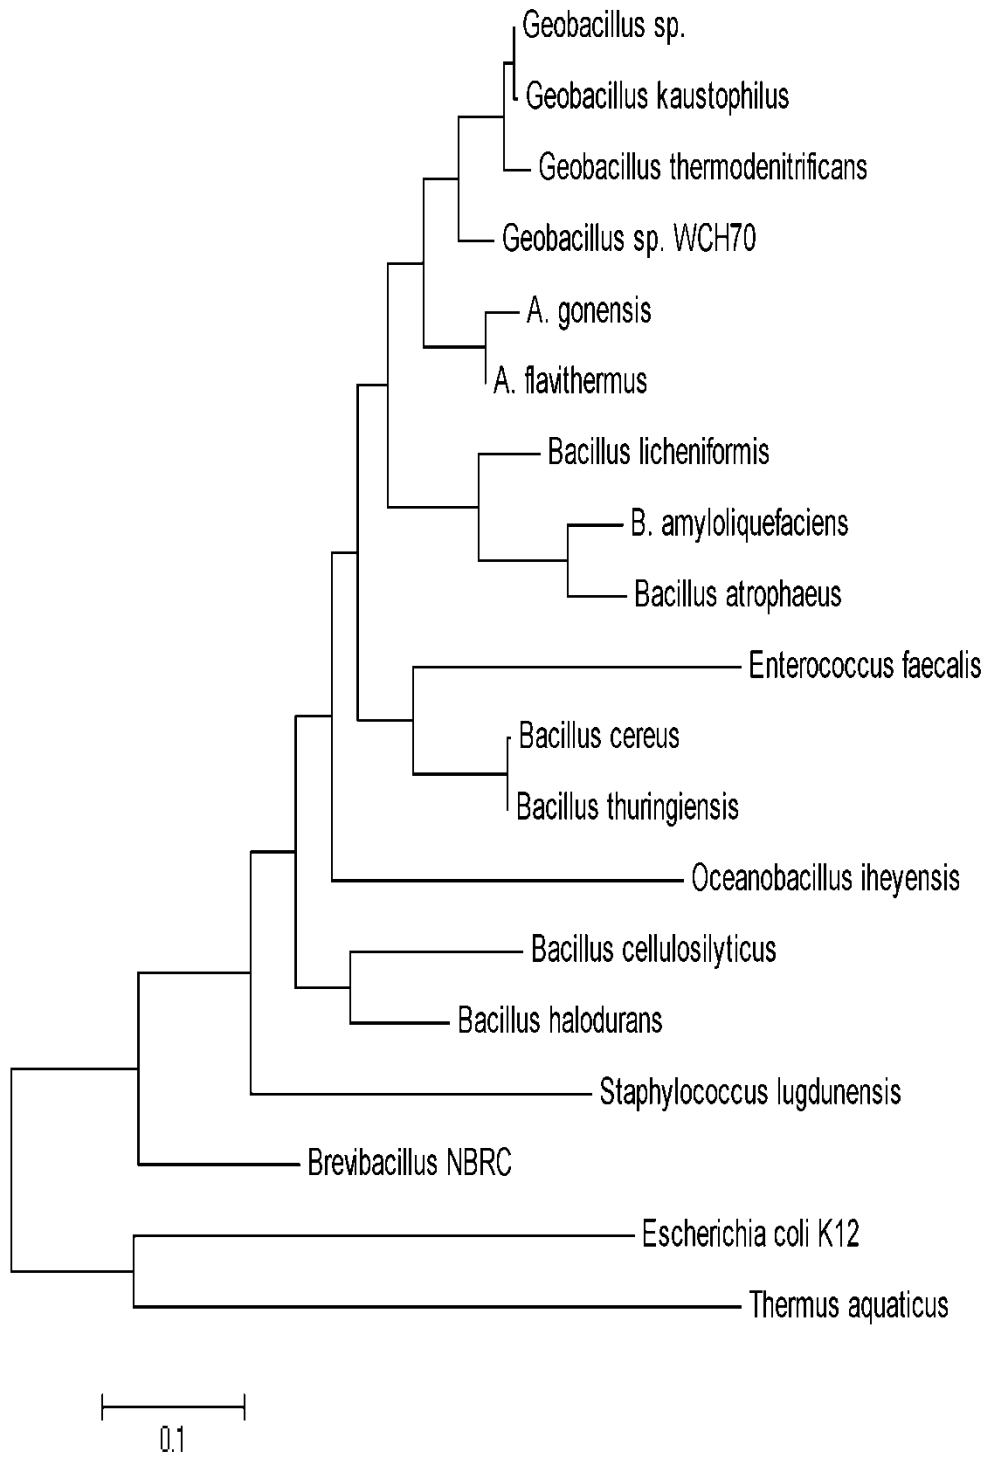 Geobacillus sp.
Geobacillus kaustophilus
Geobacillus thermodenitrificans
Geobacillus sp. WCH70
A. gonensis
A. flavithermus
Bacillus licheniformis
B. amyloliquefaciens
Bacillus atrophaeus
Enterococcus faecalis
Bacillus cereus
Bacillus thuringiensis
Oceanobacillus iheyensis
Bacillus cellulosilyticus
Bacillus halodurans
Staphylococcus lugdunensis
Brevibacillus NBRC
Escherichia coli K12
Thermus aquaticus
0.1